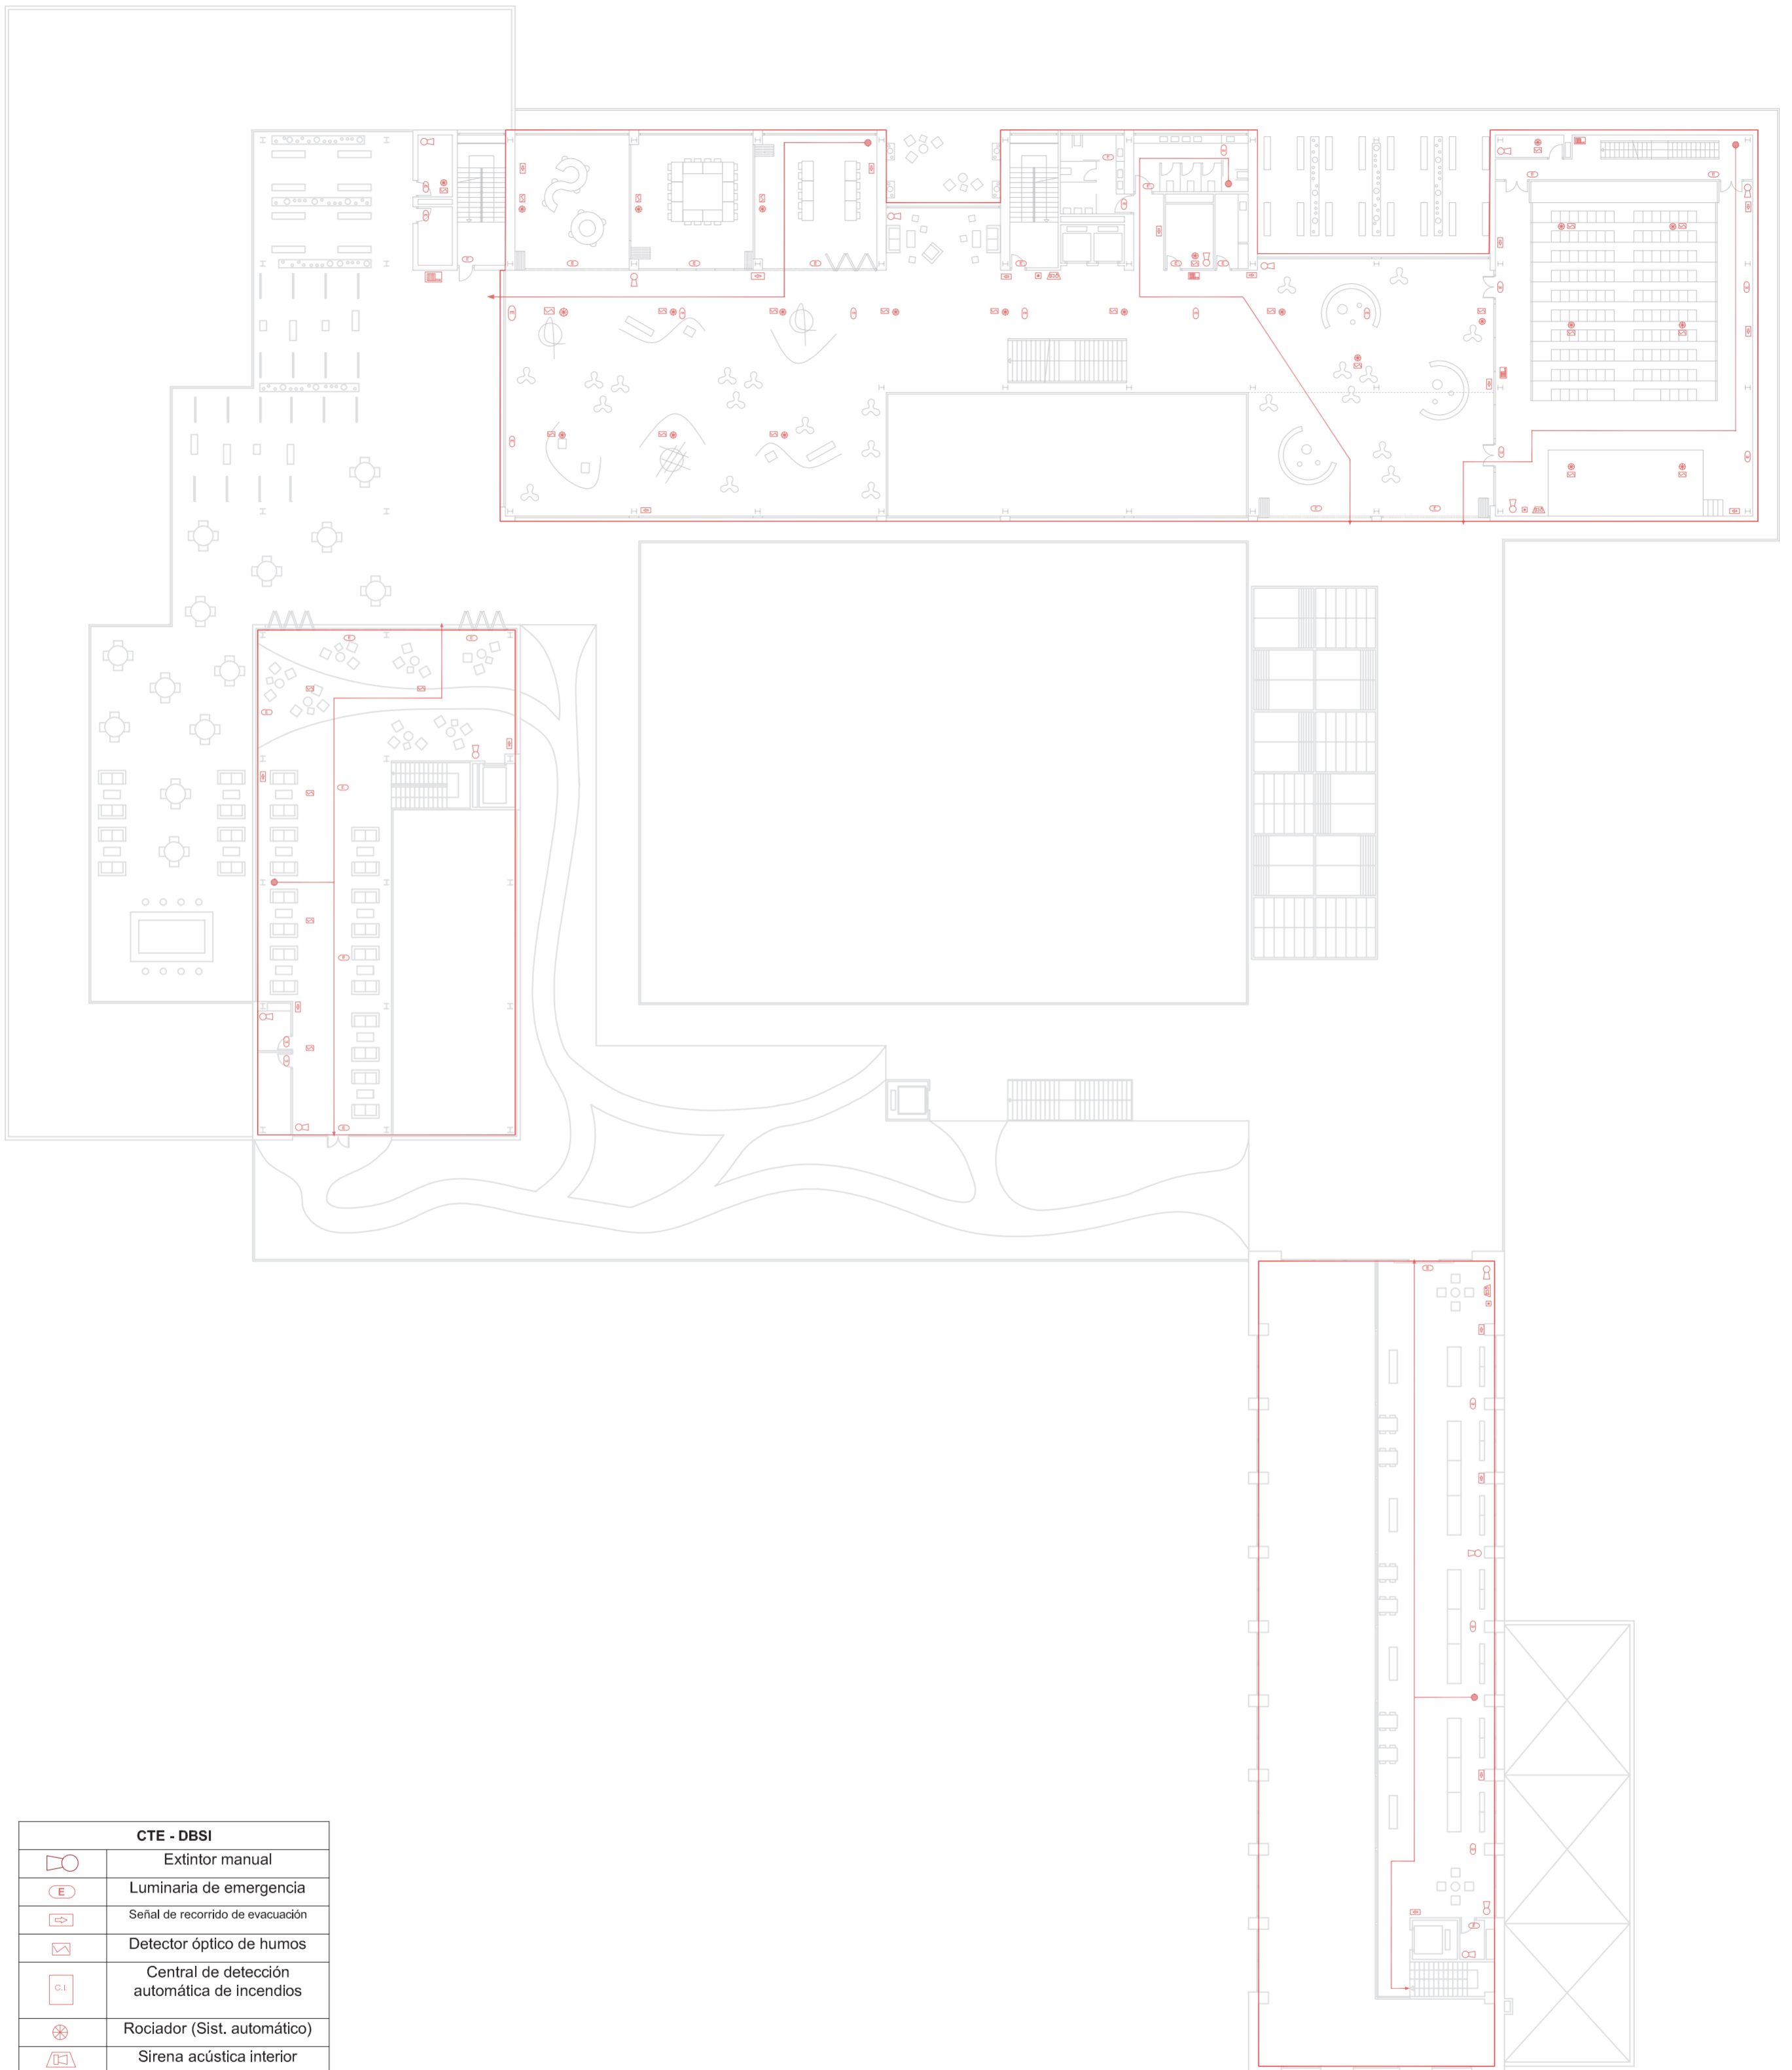 CTE - DBSI
Extintor manual
E
Luminaria de emergencia
Señal de recorrido de evacuación
Detector óptico de humos
C.I
Central de detección
automática de incendios
Rociador (Sist. automático)
Sirena acústica interior